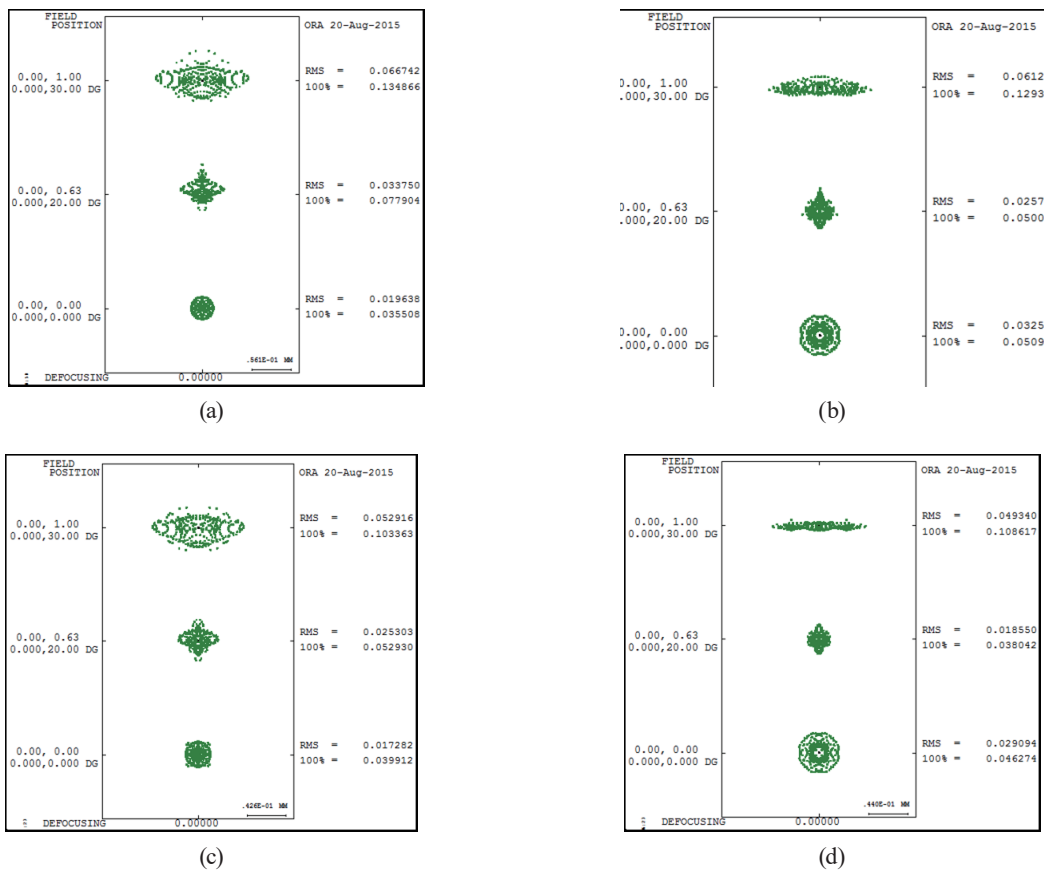 FIELD
POSITION
ORA 20-Aug-2015
0.00, 1.00
0.000,30.00 DG
RMS = 0.066742
100% = 0.134866
0.00, 0.63
0.000,20.00 DG
RMS = 0.033750
100% = 0.077904
0.00, 0.00
0.000,0.000 DG
RMS = 0.019638
100% = 0.035508
.561E-01 MM
DEFOCUSING 0.00000
(a)
FIELD
POSITION
ORA 20-Aug-2015
0.00, 1.00
.000,30.00 DG
RMS = 0.0612
100% = 0.1293
0.00, 0.63
.000,20.00 DG
RMS = 0.0257
100% = 0.0500
0.00, 0.00
.000,0.000 DG
RMS = 0.0325
100% = 0.0509
(b)
FIELD
POSITION
ORA 20-Aug-2015
0.00, 1.00
0.000,30.00 DG
RMS = 0.052916
100% = 0.103363
0.00, 0.63
0.000,20.00 DG
RMS = 0.025303
100% = 0.052930
0.00, 0.00
0.000,0.000 DG
RMS = 0.017282
100% = 0.039912
.426E-01 MM
DEFOCUSING 0.00000
(c)
FIELD
POSITION
ORA 20-Aug-2015
0.00, 1.00
0.000,30.00 DG
RMS = 0.049340
100% = 0.108617
0.00, 0.63
0.000,20.00 DG
RMS = 0.018550
100% = 0.038042
0.00, 0.00
0.000,0.000 DG
RMS = 0.029094
100% = 0.046274
.440E-01 MM
DEFOCUSING 0.00000
(d)